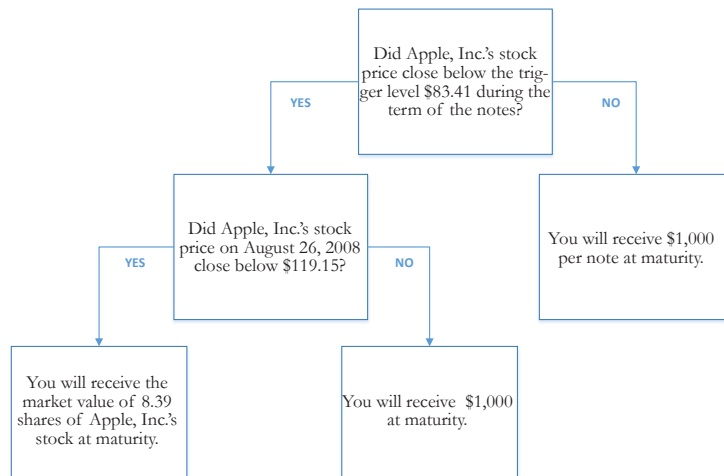 Did Apple, Inc.'s stock
price close below the trig-
ger level $83.41 during the
term of the notes?
YES
NO
Did Apple, Inc.'s stock
price on August 26, 2008
close below $119.15?
You will receive $1,000
per note at maturity.
YES
NO
You will receive the
market value of 8.39
shares of Apple, Inc.'s
stock at maturity.
You will receive $1,000
at maturity.